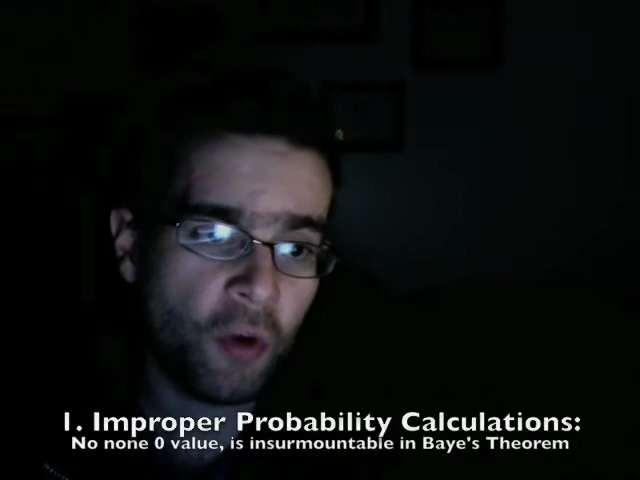 1. Improper Probability Calculations:
No none 0 value, is insurmountable in Baye's Theorem